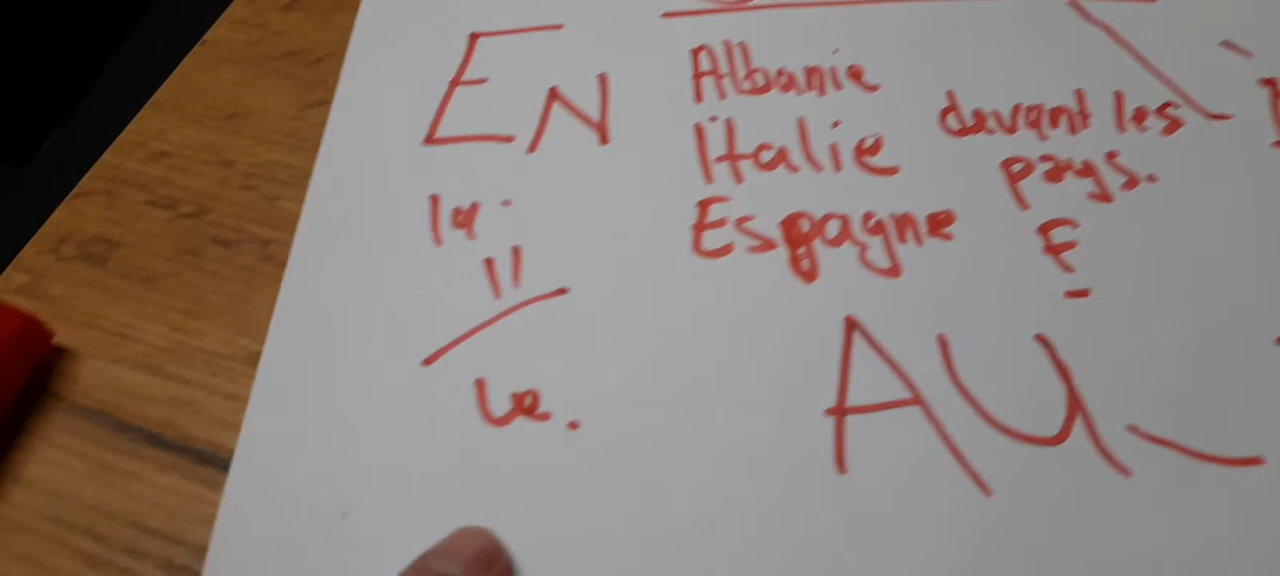 EN
Albanie
Italie
Espagne
devant les
pays.
F
la
le.
AU